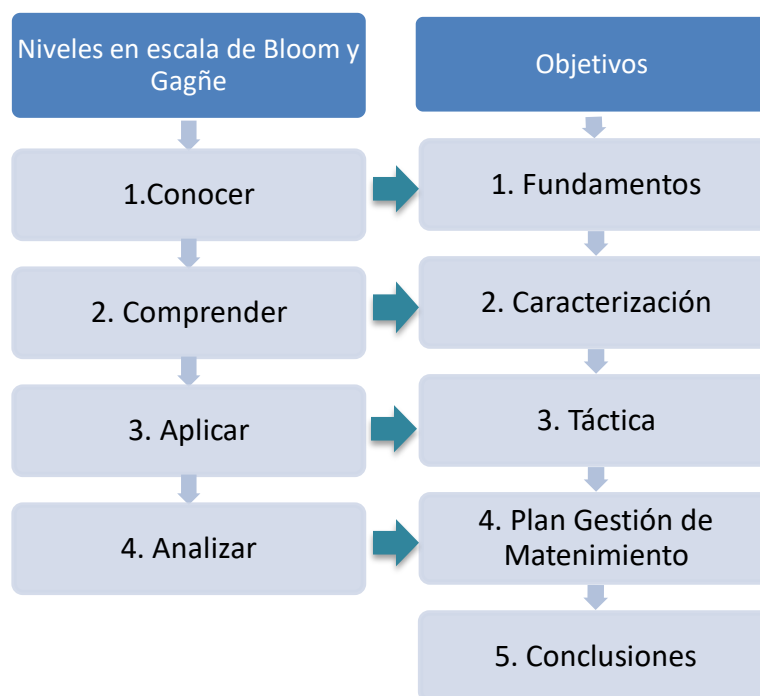 Niveles en escala de Bloom y
Gagñe
Objetivos
1.Conocer
1. Fundamentos
2. Comprender
2. Caracterización
3. Aplicar
3. Táctica
4. Analizar
4. Plan Gestión de
Matenimiento
5. Conclusiones